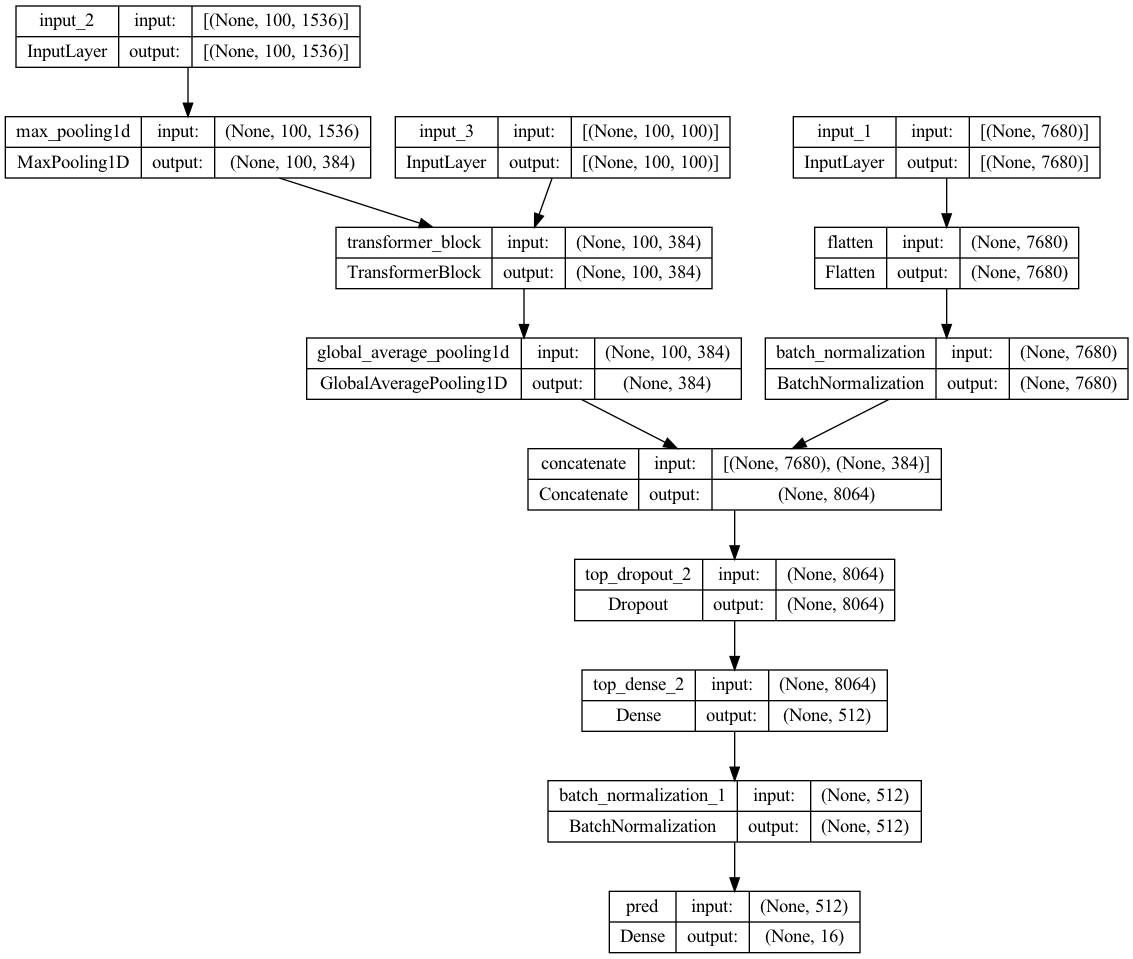 input_2 input: [(None, 100, 1536)]
InputLayer output: [(None, 100, 1536)]
max_pooling1d input: (None, 100, 1536)
MaxPooling1D output: (None, 100, 384)
input_3 input: [(None, 100, 100)]
InputLayer output: [(None, 100, 100)]
input_1 input: [(None, 7680)]
InputLayer output: [(None, 7680)]
transformer_block input: (None, 100, 384)
TransformerBlock output: (None, 100, 384)
flatten input: (None, 7680)
Flatten output: (None, 7680)
global_average_pooling1d input: (None, 100, 384)
GlobalAveragePooling1D output: (None, 384)
batch_normalization input: (None, 7680)
BatchNormalization output: (None, 7680)
concatenate input: [(None, 7680), (None, 384)]
Concatenate output: (None, 8064)
top_dropout_2 input: (None, 8064)
Dropout output: (None, 8064)
top_dense_2 input: (None, 8064)
Dense output: (None, 512)
batch_normalization_1 input: (None, 512)
BatchNormalization output: (None, 512)
pred input: (None, 512)
Dense output: (None, 16)